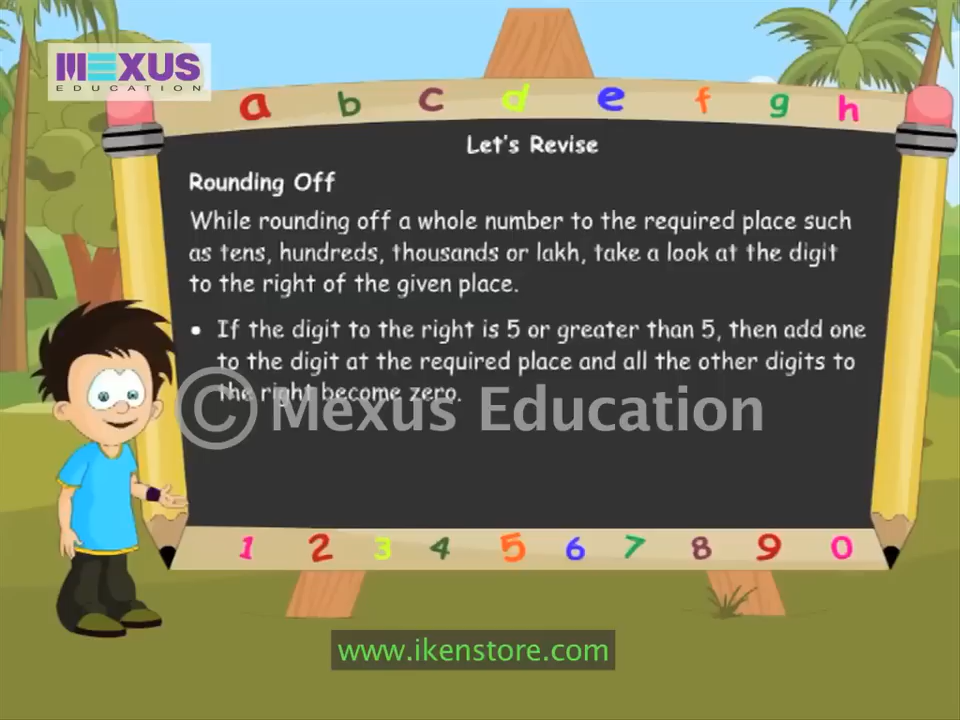 MEXUS
EDUCATION
a b c d e f g h
Let's Revise
Rounding Off
While rounding off a whole number to the required place such
as tens, hundreds, thousands or lakh, take a look at the digit
to the right of the given place.
• If the digit to the right is 5 or greater than 5, then add one
to the digit at the required place and all the other digits to
the right become zero.
© Mexus Education
1 2 3 4 5 6 7 8 9 0
www.ikenstore.com